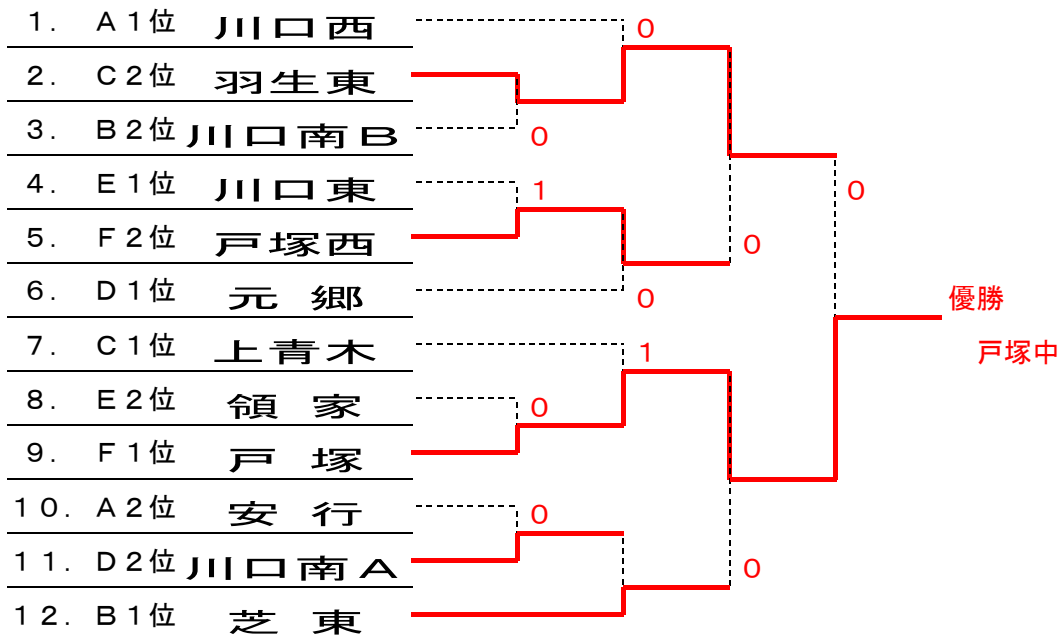 1. A1位 川口西
0
2. C2位 羽生東
3. B2位 川口南B
0
4. E1位 川口東
1
0
5. F2位 戸塚西
0
6. D1位 元郷
0
優勝
7. C1位 上青木
1
戸塚中
8. E2位 領家
0
9. F1位 戸塚
10. A2位 安行
0
11. D2位 川口南A
0
12. B1位 芝東